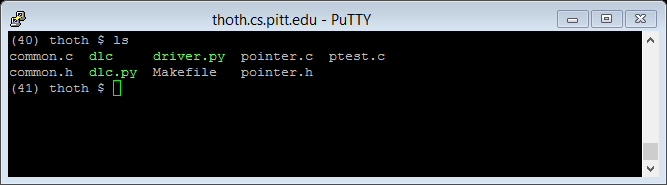 thoth.cs.pitt.edu - PuTTY
(40) thoth $ ls
common.c  dlc     driver.py  pointer.c  ptest.c
common.h  dlc.py  Makefile   pointer.h
(41) thoth $